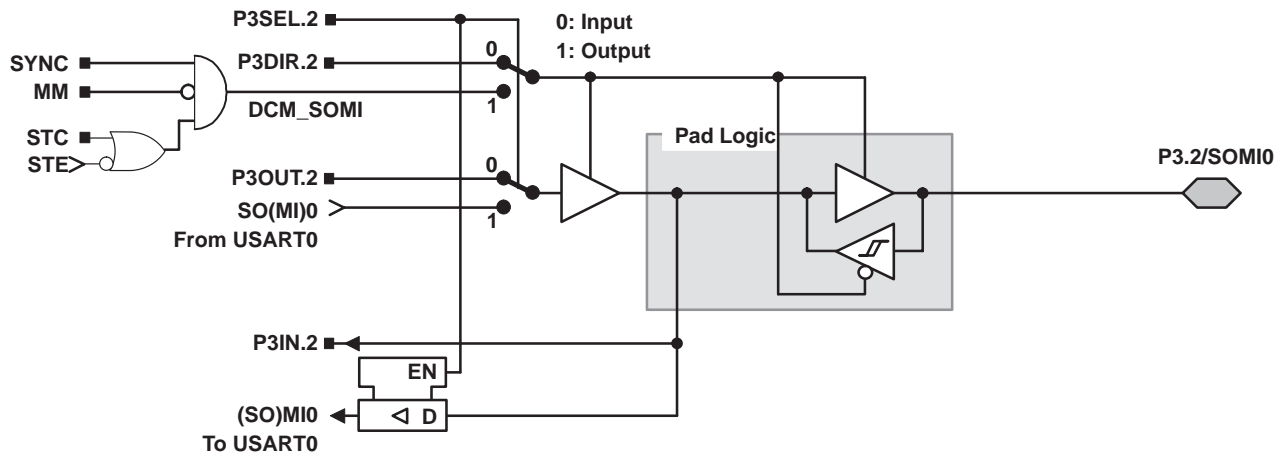 P3SEL.2
0: Input
1: Output
SYNC
P3DIR.2
0
MM
1
DCM_SOMI
STC
STE
Pad Logic
P3OUT.2
0
P3.2/SOMI0
SO(MI)0
1
From USART0
P3IN.2
EN
(SO)MI0
D
To USART0